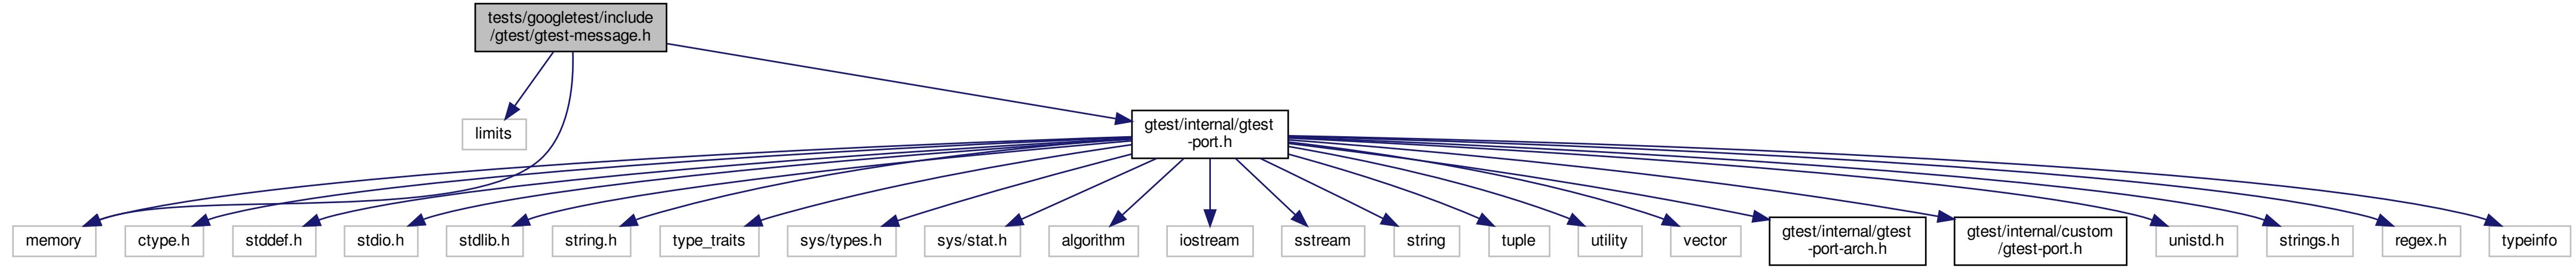 tests/googletest/include
/gtest/gtest-message.h
limits
gtest/internal/gtest
-port.h
memory
ctype.h
stddef.h
stdio.h
stdlib.h
string.h
type_traits
sys/types.h
sys/stat.h
algorithm
iostream
sstream
string
tuple
utility
vector
gtest/internal/gtest
-port-arch.h
gtest/internal/custom
/gtest-port.h
unistd.h
strings.h
regex.h
typeinfo